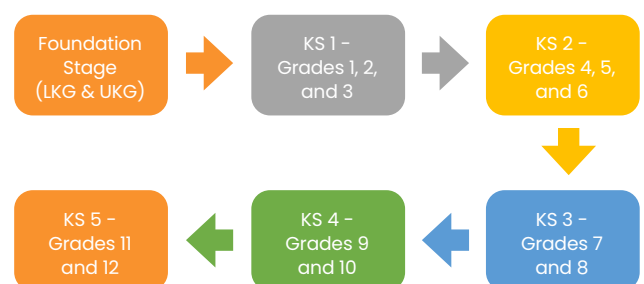 Foundation
Stage
(LKG & UKG)
KS 1 -
Grades 1, 2,
and 3
KS 2 -
Grades 4, 5,
and 6
KS 3 -
Grades 7
and 8
KS 4 -
Grades 9
and 10
KS 5 -
Grades 11
and 12